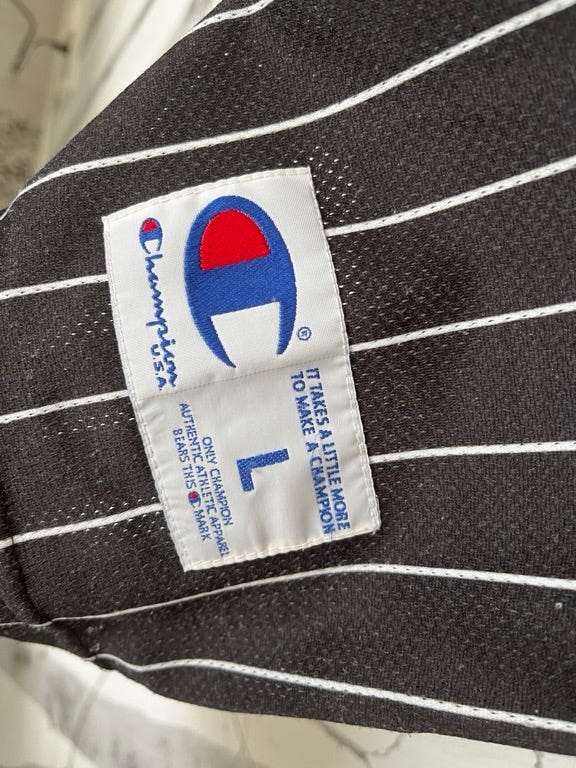 ®
Champion
U.S.A.
IT TAKES A LITTLE MORE
TO MAKE A CHAMPION
L
ONLY CHAMPION
AUTHENTIC ATHLETIC APPAREL
BEARS THIS MARK